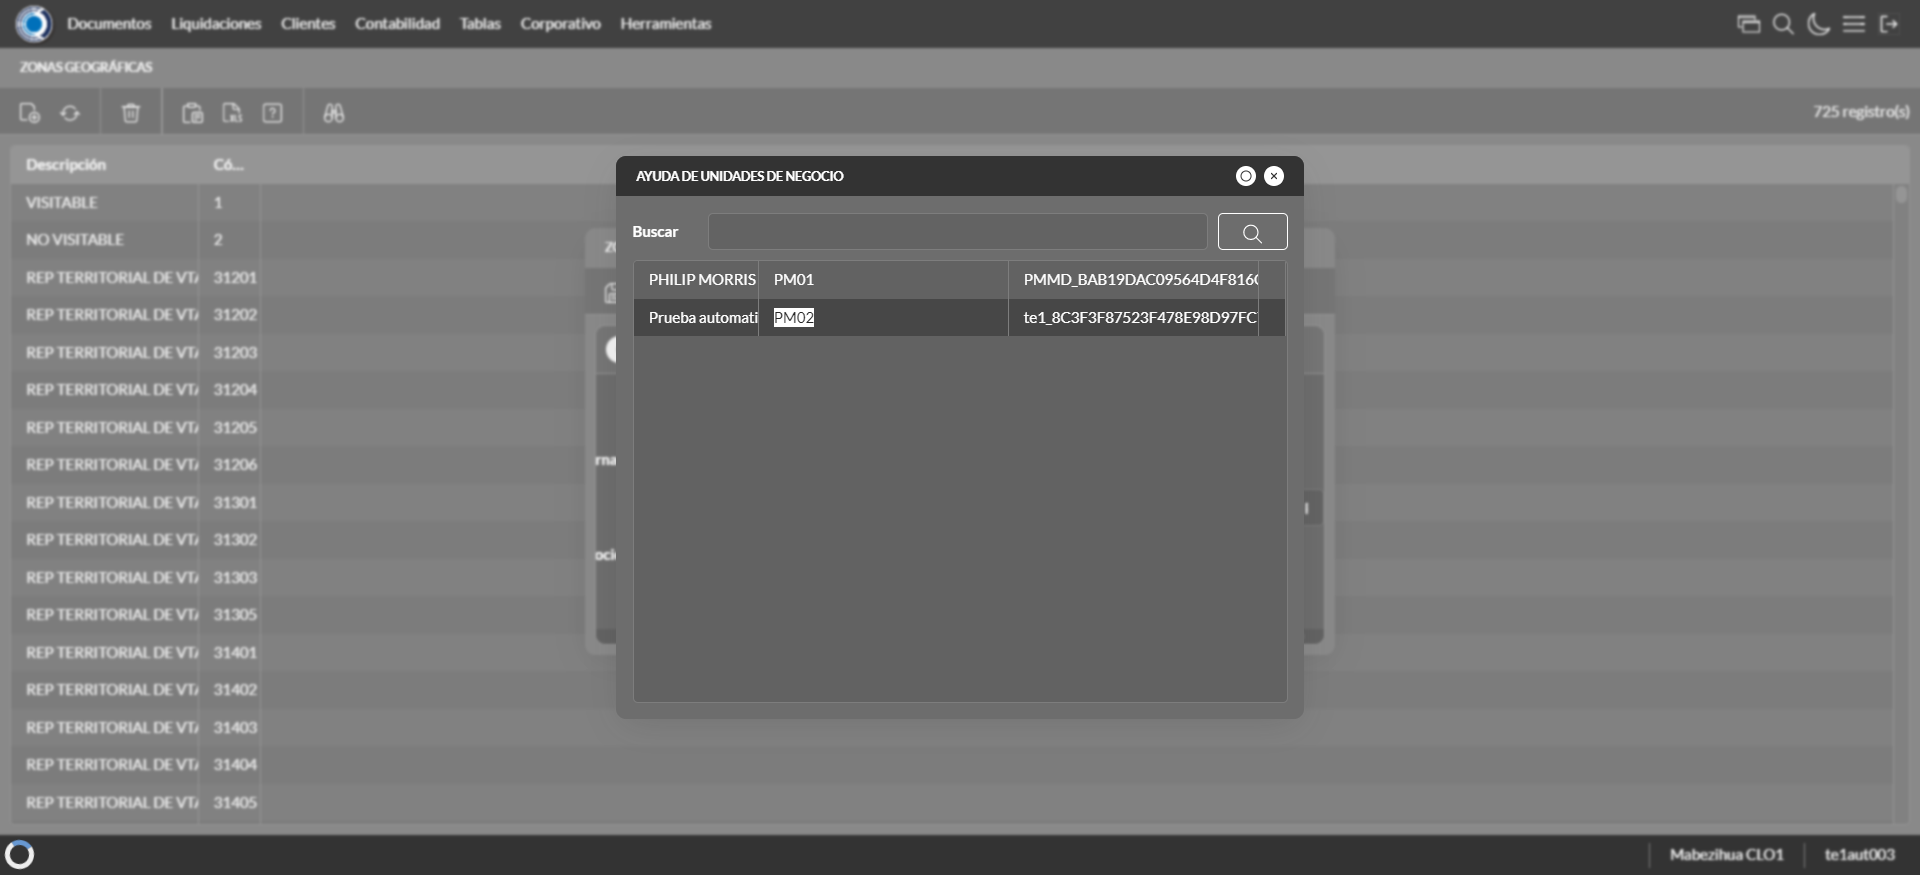 Documentos Liquidaciones Clientes Contabilidad Tablas Corporativo Herramientas
ZONAS GEOGRÁFICAS
725 registro(s)
Descripción Có...
VISITABLE 1
NO VISITABLE 2
REP TERRITORIAL DE VT 31201
REP TERRITORIAL DE VT 31202
REP TERRITORIAL DE VT 31203
REP TERRITORIAL DE VT 31204
REP TERRITORIAL DE VT 31205
REP TERRITORIAL DE VT 31206
REP TERRITORIAL DE VT 31301
REP TERRITORIAL DE VT 31302
REP TERRITORIAL DE VT 31303
REP TERRITORIAL DE VT 31305
REP TERRITORIAL DE VT 31401
REP TERRITORIAL DE VT 31402
REP TERRITORIAL DE VT 31403
REP TERRITORIAL DE VT 31404
REP TERRITORIAL DE VT 31405
AYUDA DE UNIDADES DE NEGOCIO
Buscar
PHILIP MORRIS PM01 PMMD_BAB19DAC09564D4F816
Prueba automati PM02 te1_8C3F3F87523F478E98D97FC
Mabezihua CLO1 te1aut003